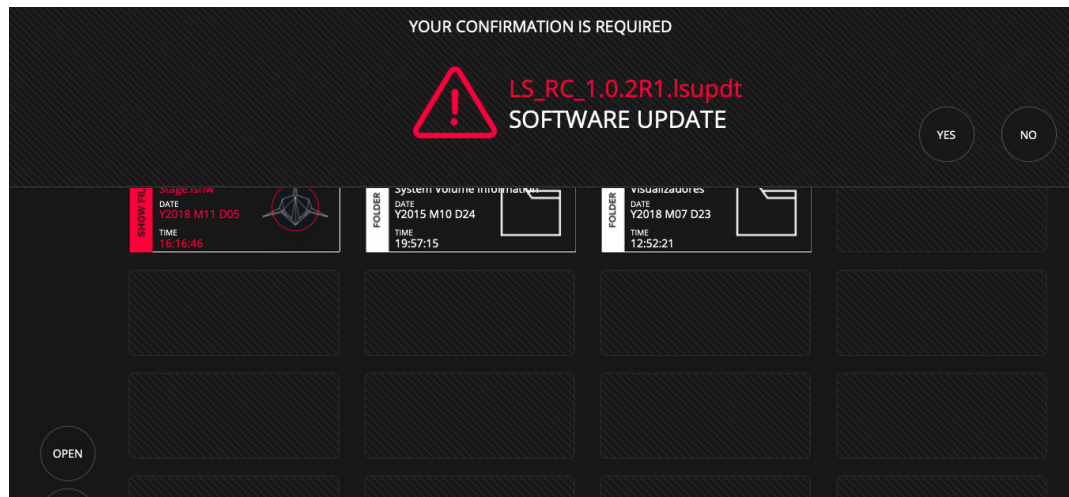 YOUR CONFIRMATION IS REQUIRED
LS_RC_1.0.2R1.lsupdt
SOFTWARE UPDATE
YES
NO
SHOW FIL
Stage.lshw
DATE
Y2018 M11 D05
TIME
16:16:46
FOLDER
System Volume Information
DATE
Y2015 M10 D24
TIME
19:57:15
FOLDER
Visualizadores
DATE
Y2018 M07 D23
TIME
12:52:21
OPEN